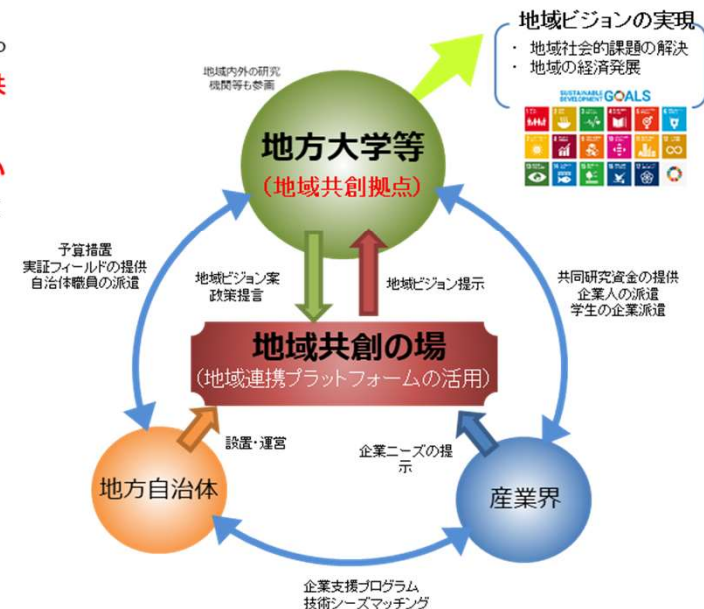 地域ビジョンの実現
・ 地域社会的課題の解決
・ 地域の経済発展
SUSTAINABLE
DEVELOPMENT GOALS
地域内外の研究
機関等も参画
地方大学等
(地域共創拠点)
予算措置
実証フィールドの提供
自治体職員の派遣
地域ビジョン案
政策提言
地域ビジョン提示
共同研究資金の提供
企業人の派遣
学生の企業派遣
地域共創の場
(地域連携プラットフォームの活用)
設置・運営
企業ニーズの提
示
地方自治体
産業界
企業支援プログラム
技術シーズマッチング